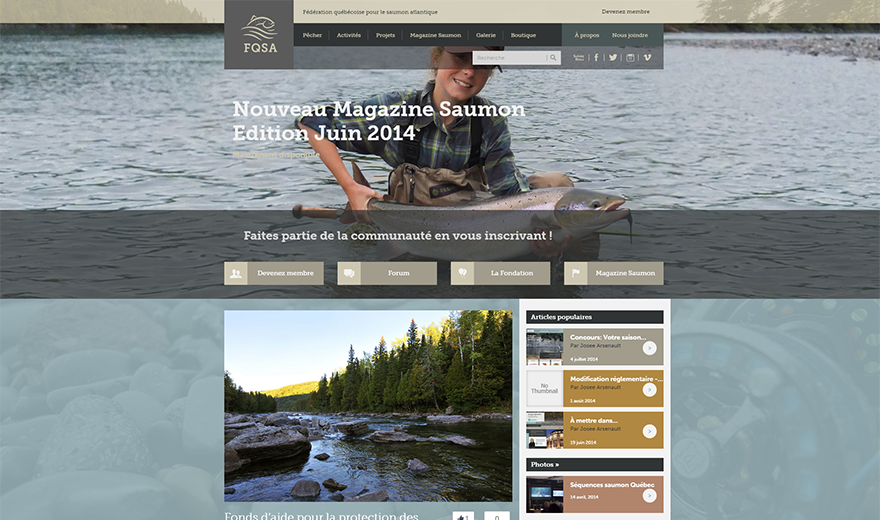 Fédération québécoise pour le saumon atlantique
Devenez membre
FQSA
Pêcher
Activités
Projets
Magazine Saumon
Galerie
Boutique
À propos
Nous joindre
Recherche
Nouveau Magazine Saumon
Edition Juin 2014
Faites partie de la communauté en vous inscrivant !
Devenez membre
Forum
La Fondation
Magazine Saumon
Articles populaires
Concours: Votre saison...
Par Josée Arsenault
4 juillet 2014
No
Thumbnail
Modification réglementaire -...
Par Josée Arsenault
1 août 2014
À mettre dans...
Par Josée Arsenault
19 juin 2014
Photos »
Séquences saumon Québec
14 avril, 2014
Fonds d'aide pour la protection des
1
0